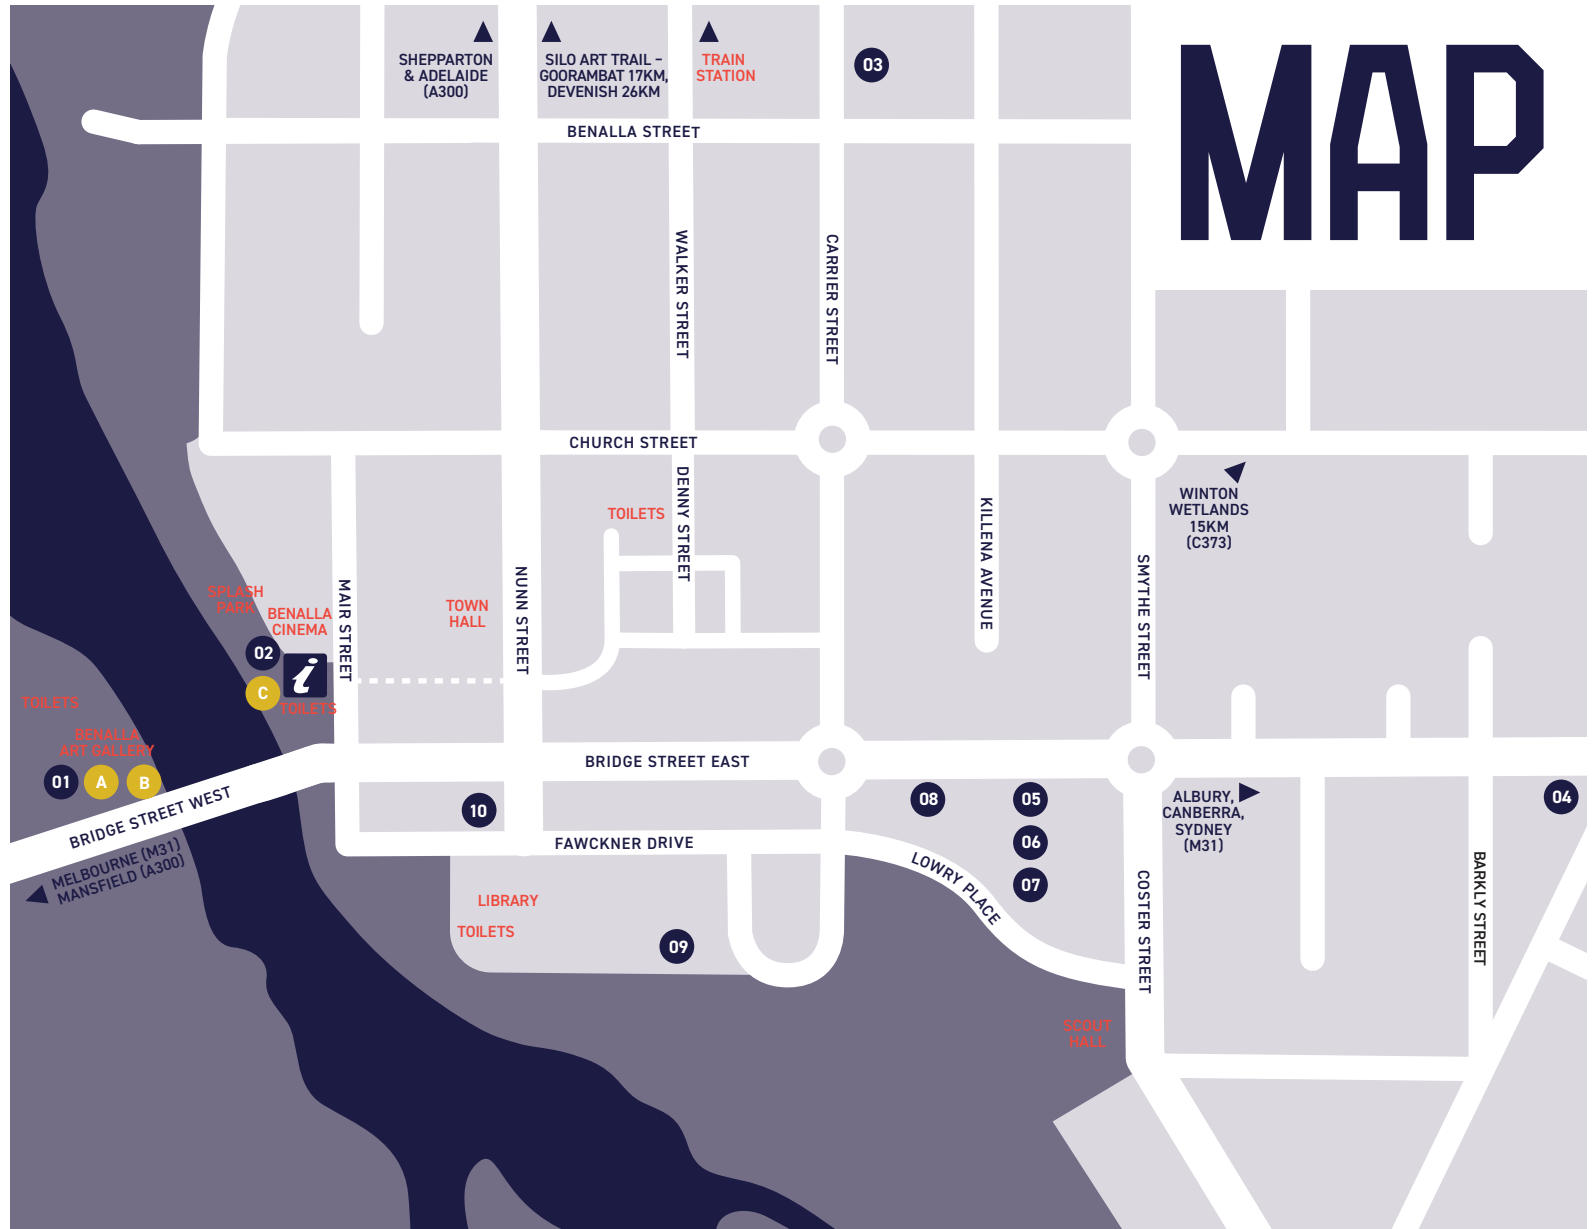 MAP
SHEPPARTON
& ADELAIDE
(A300)
SILO ART TRAIL –
GOORAMBAT 17KM,
DEVENISH 26KM
TRAIN
STATION
03
BENALLA STREET
WALKER STREET
CARRIER STREET
CHURCH STREET
DENNY STREET
TOILETS
KILLENA AVENUE
WINTON
WETLANDS
15KM
(C373)
SMYTHE STREET
SPLASH
PARK
BENALLA
CINEMA
MAIR STREET
TOWN
HALL
NUNN STREET
02
i
C
TOILETS
TOILETS
BENALLA
ART GALLERY
01
A
B
BRIDGE STREET WEST
BRIDGE STREET EAST
MELBOURNE (M31)
MANSFIELD (A300)
10
08
05
06
07
ALBURY,
CANBERRA,
SYDNEY
(M31)
04
FAWCKNER DRIVE
LOWRY PLACE
COSTER STREET
BARKLY STREET
LIBRARY
TOILETS
09
SCOUT
HALL